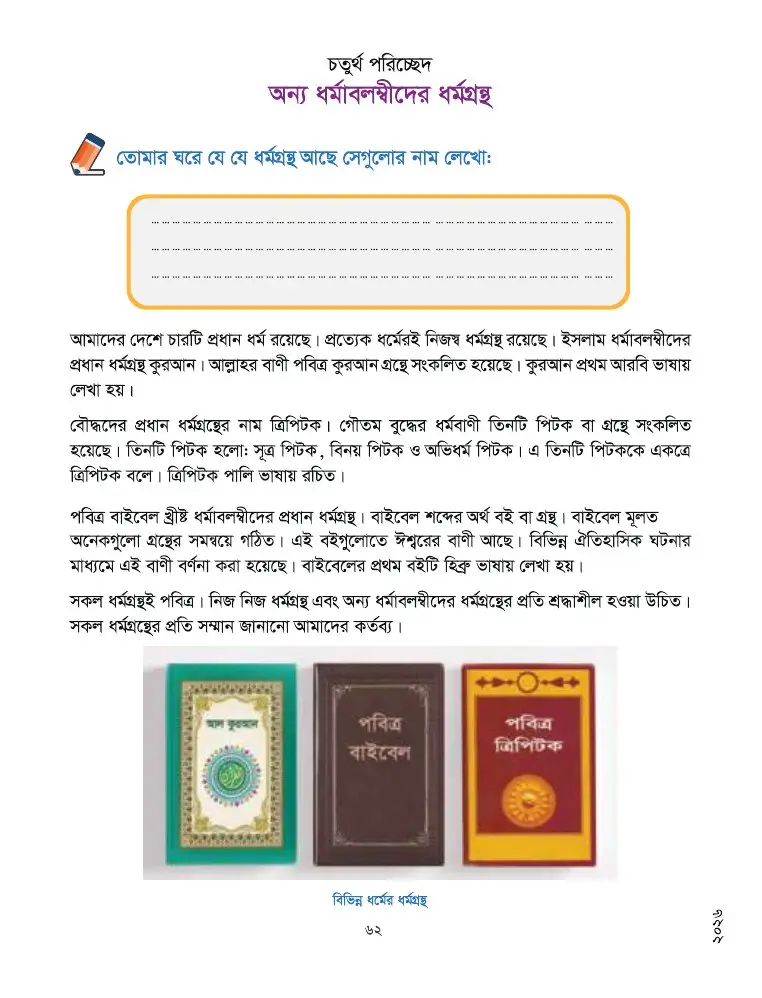 চতুর্থ পরিচ্ছেদ
অন্য ধর্মাবলম্বীদের ধর্মগ্রন্থ
তোমার ঘরে যে যে ধর্মগ্রন্থ আছে সেগুলোর নাম লেখো:
আমাদের দেশে চারটি প্রধান ধর্ম রয়েছে। প্রত্যেক ধর্মেরই নিজস্ব ধর্মগ্রন্থ রয়েছে। ইসলাম ধর্মাবলম্বীদের
প্রধান ধর্মগ্রন্থ কুরআন। আল্লাহর বাণী পবিত্র কুরআন গ্রন্থে সংকলিত হয়েছে। কুরআন প্রথম আরবি ভাষায়
লেখা হয়।
বৌদ্ধদের প্রধান ধর্মগ্রন্থের নাম ত্রিপিটক। গৌতম বুদ্ধের ধর্মবাণী তিনটি পিটক বা গ্রন্থে সংকলিত
হয়েছে। তিনটি পিটক হলো: সূত্র পিটক, বিনয় পিটক ও অভিধর্ম পিটক। এ তিনটি পিটককে একত্রে
ত্রিপিটক বলে। ত্রিপিটক পালি ভাষায় রচিত।
পবিত্র বাইবেল খ্রীষ্ট ধর্মাবলম্বীদের প্রধান ধর্মগ্রন্থ। বাইবেল শব্দের অর্থ বই বা গ্রন্থ। বাইবেল মূলত
অনেকগুলো গ্রন্থের সমন্বয়ে গঠিত। এই বইগুলোতে ঈশ্বরের বাণী আছে। বিভিন্ন ঐতিহাসিক ঘটনার
মাধ্যমে এই বাণী বর্ণনা করা হয়েছে। বাইবেলের প্রথম বইটি হিব্রু ভাষায় লেখা হয়।
সকল ধর্মগ্রন্থই পবিত্র। নিজ নিজ ধর্মগ্রন্থ এবং অন্য ধর্মাবলম্বীদের ধর্মগ্রন্থের প্রতি শ্রদ্ধাশীল হওয়া উচিত।
সকল ধর্মগ্রন্থের প্রতি সম্মান জানানো আমাদের কর্তব্য।
আল কুরআন
পবিত্র
বাইবেল
পবিত্র
ত্রিপিটক
বিভিন্ন ধর্মের ধর্মগ্রন্থ
৬২
২০২৬